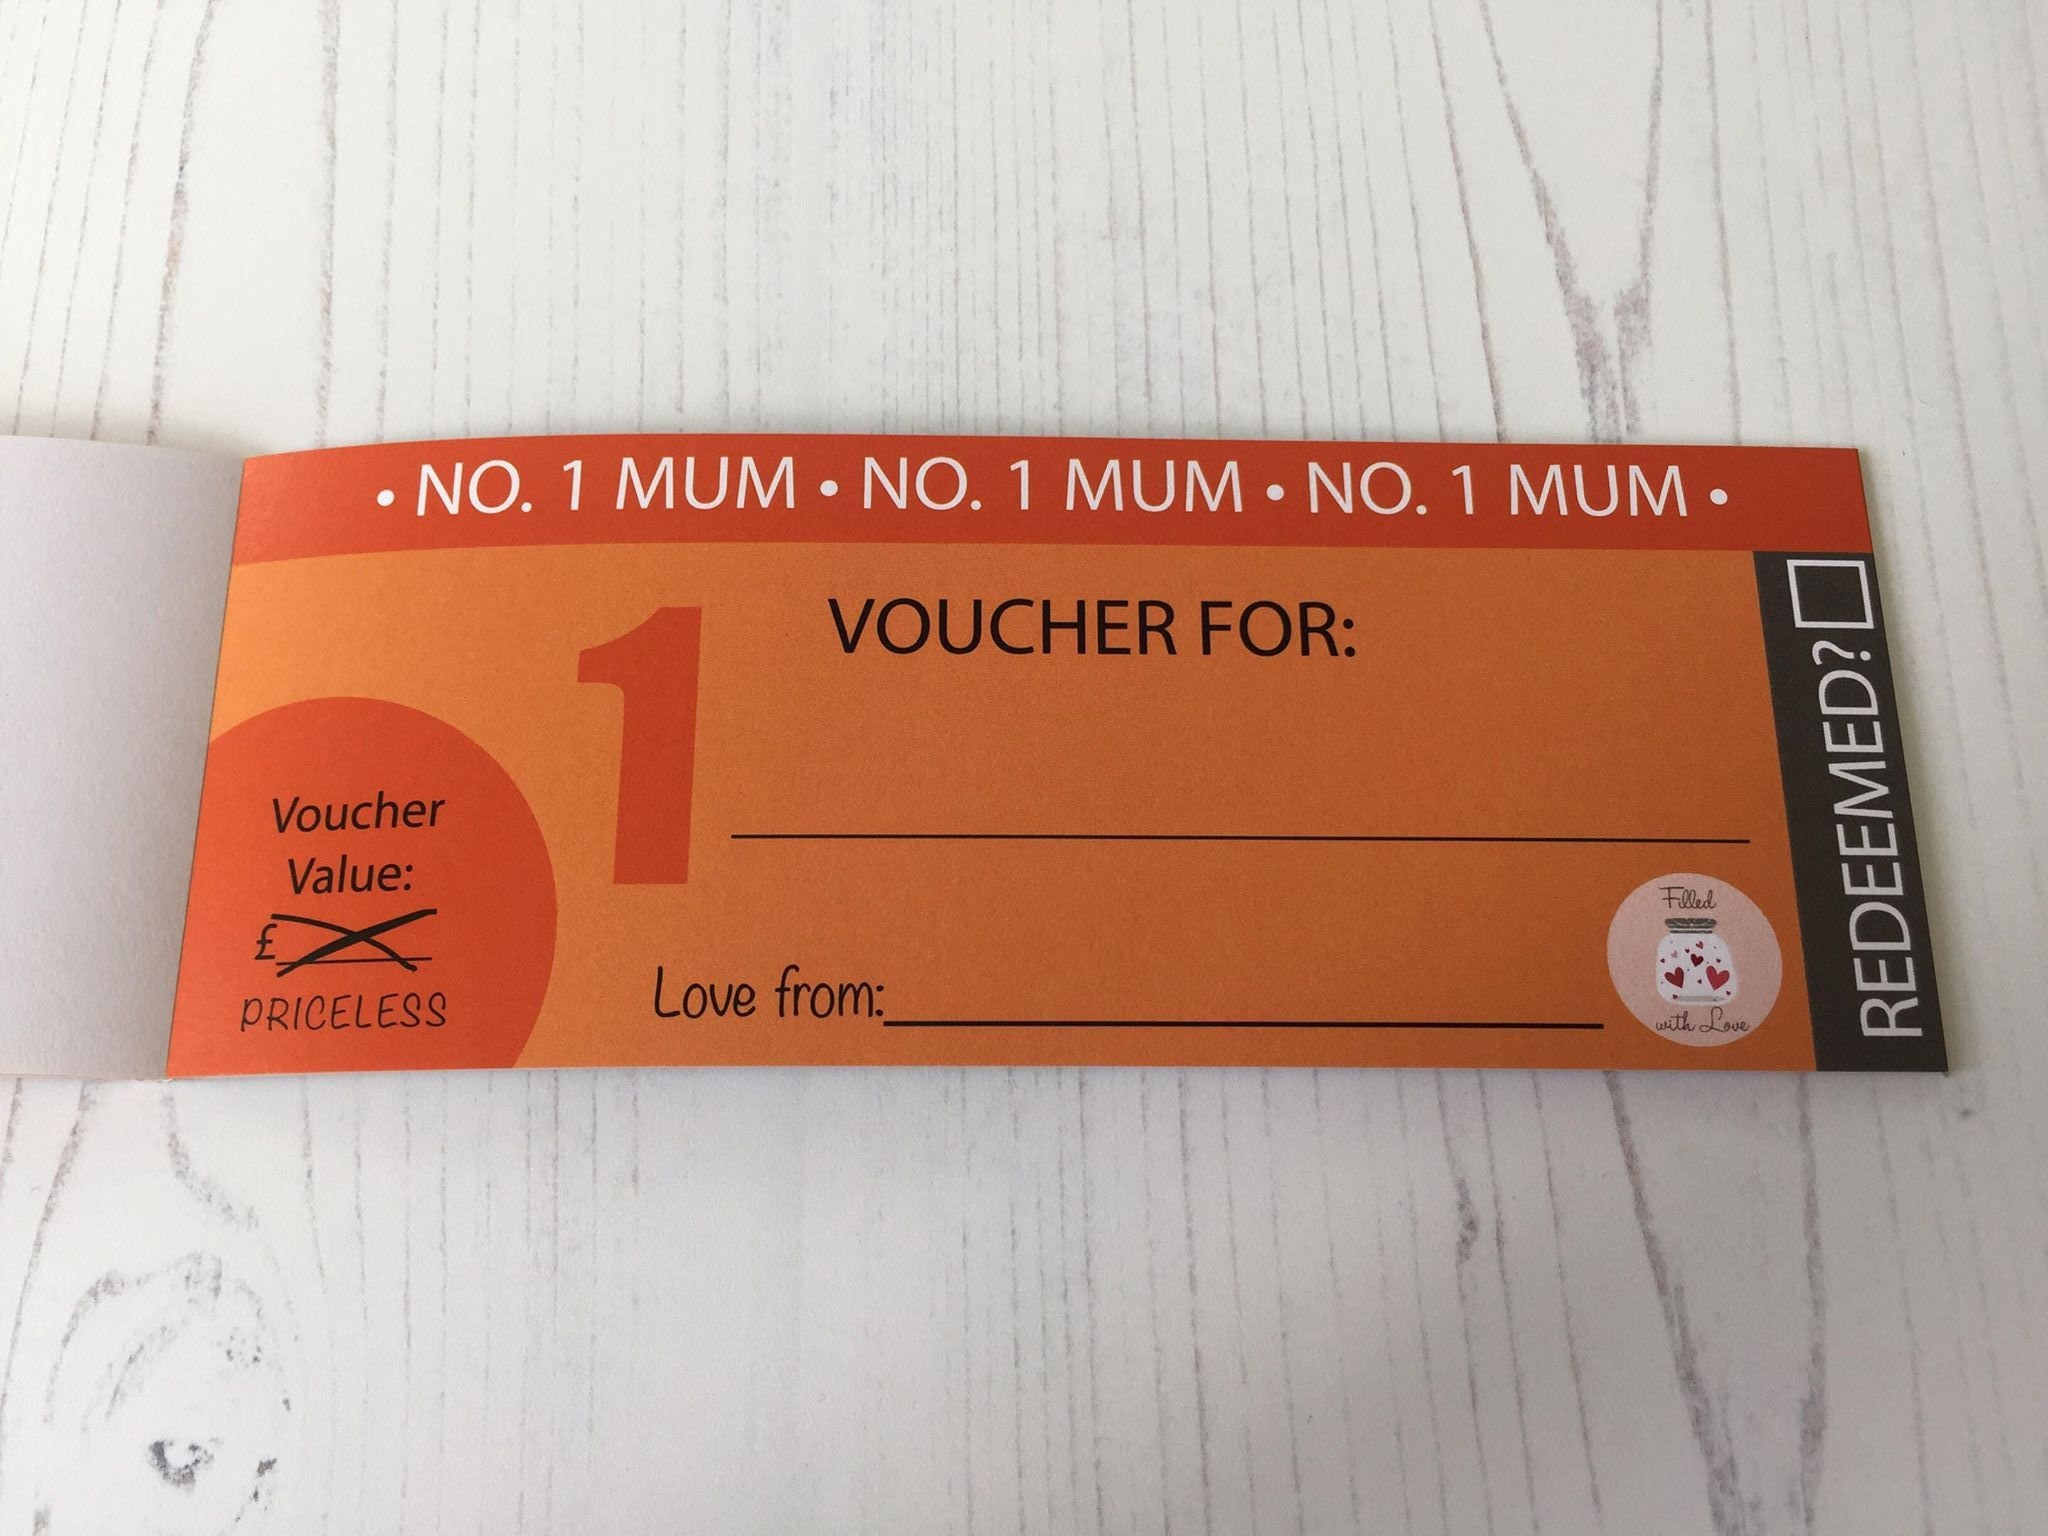 • NO. 1 MUM • NO. 1 MUM • NO. 1 MUM •
1
VOUCHER FOR:
Voucher
Value:
£
PRICELESS
Love from:
Filled
with Love
REDEEMED?